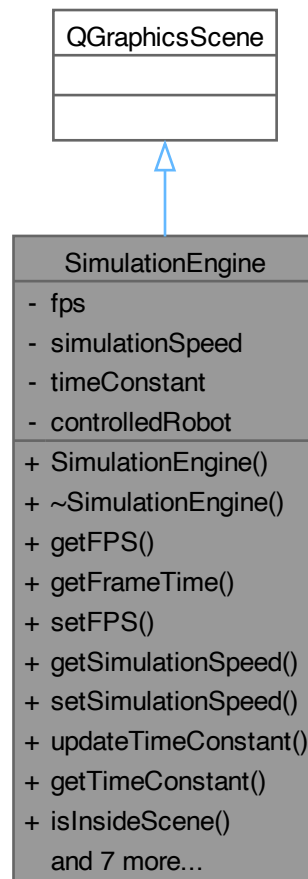 QGraphicsScene
SimulationEngine
- fps
- simulationSpeed
- timeConstant
- controlledRobot
+ SimulationEngine()
+ ~SimulationEngine()
+ getFPS()
+ getFrameTime()
+ setFPS()
+ getSimulationSpeed()
+ setSimulationSpeed()
+ updateTimeConstant()
+ getTimeConstant()
+ isInsideScene()
and 7 more...